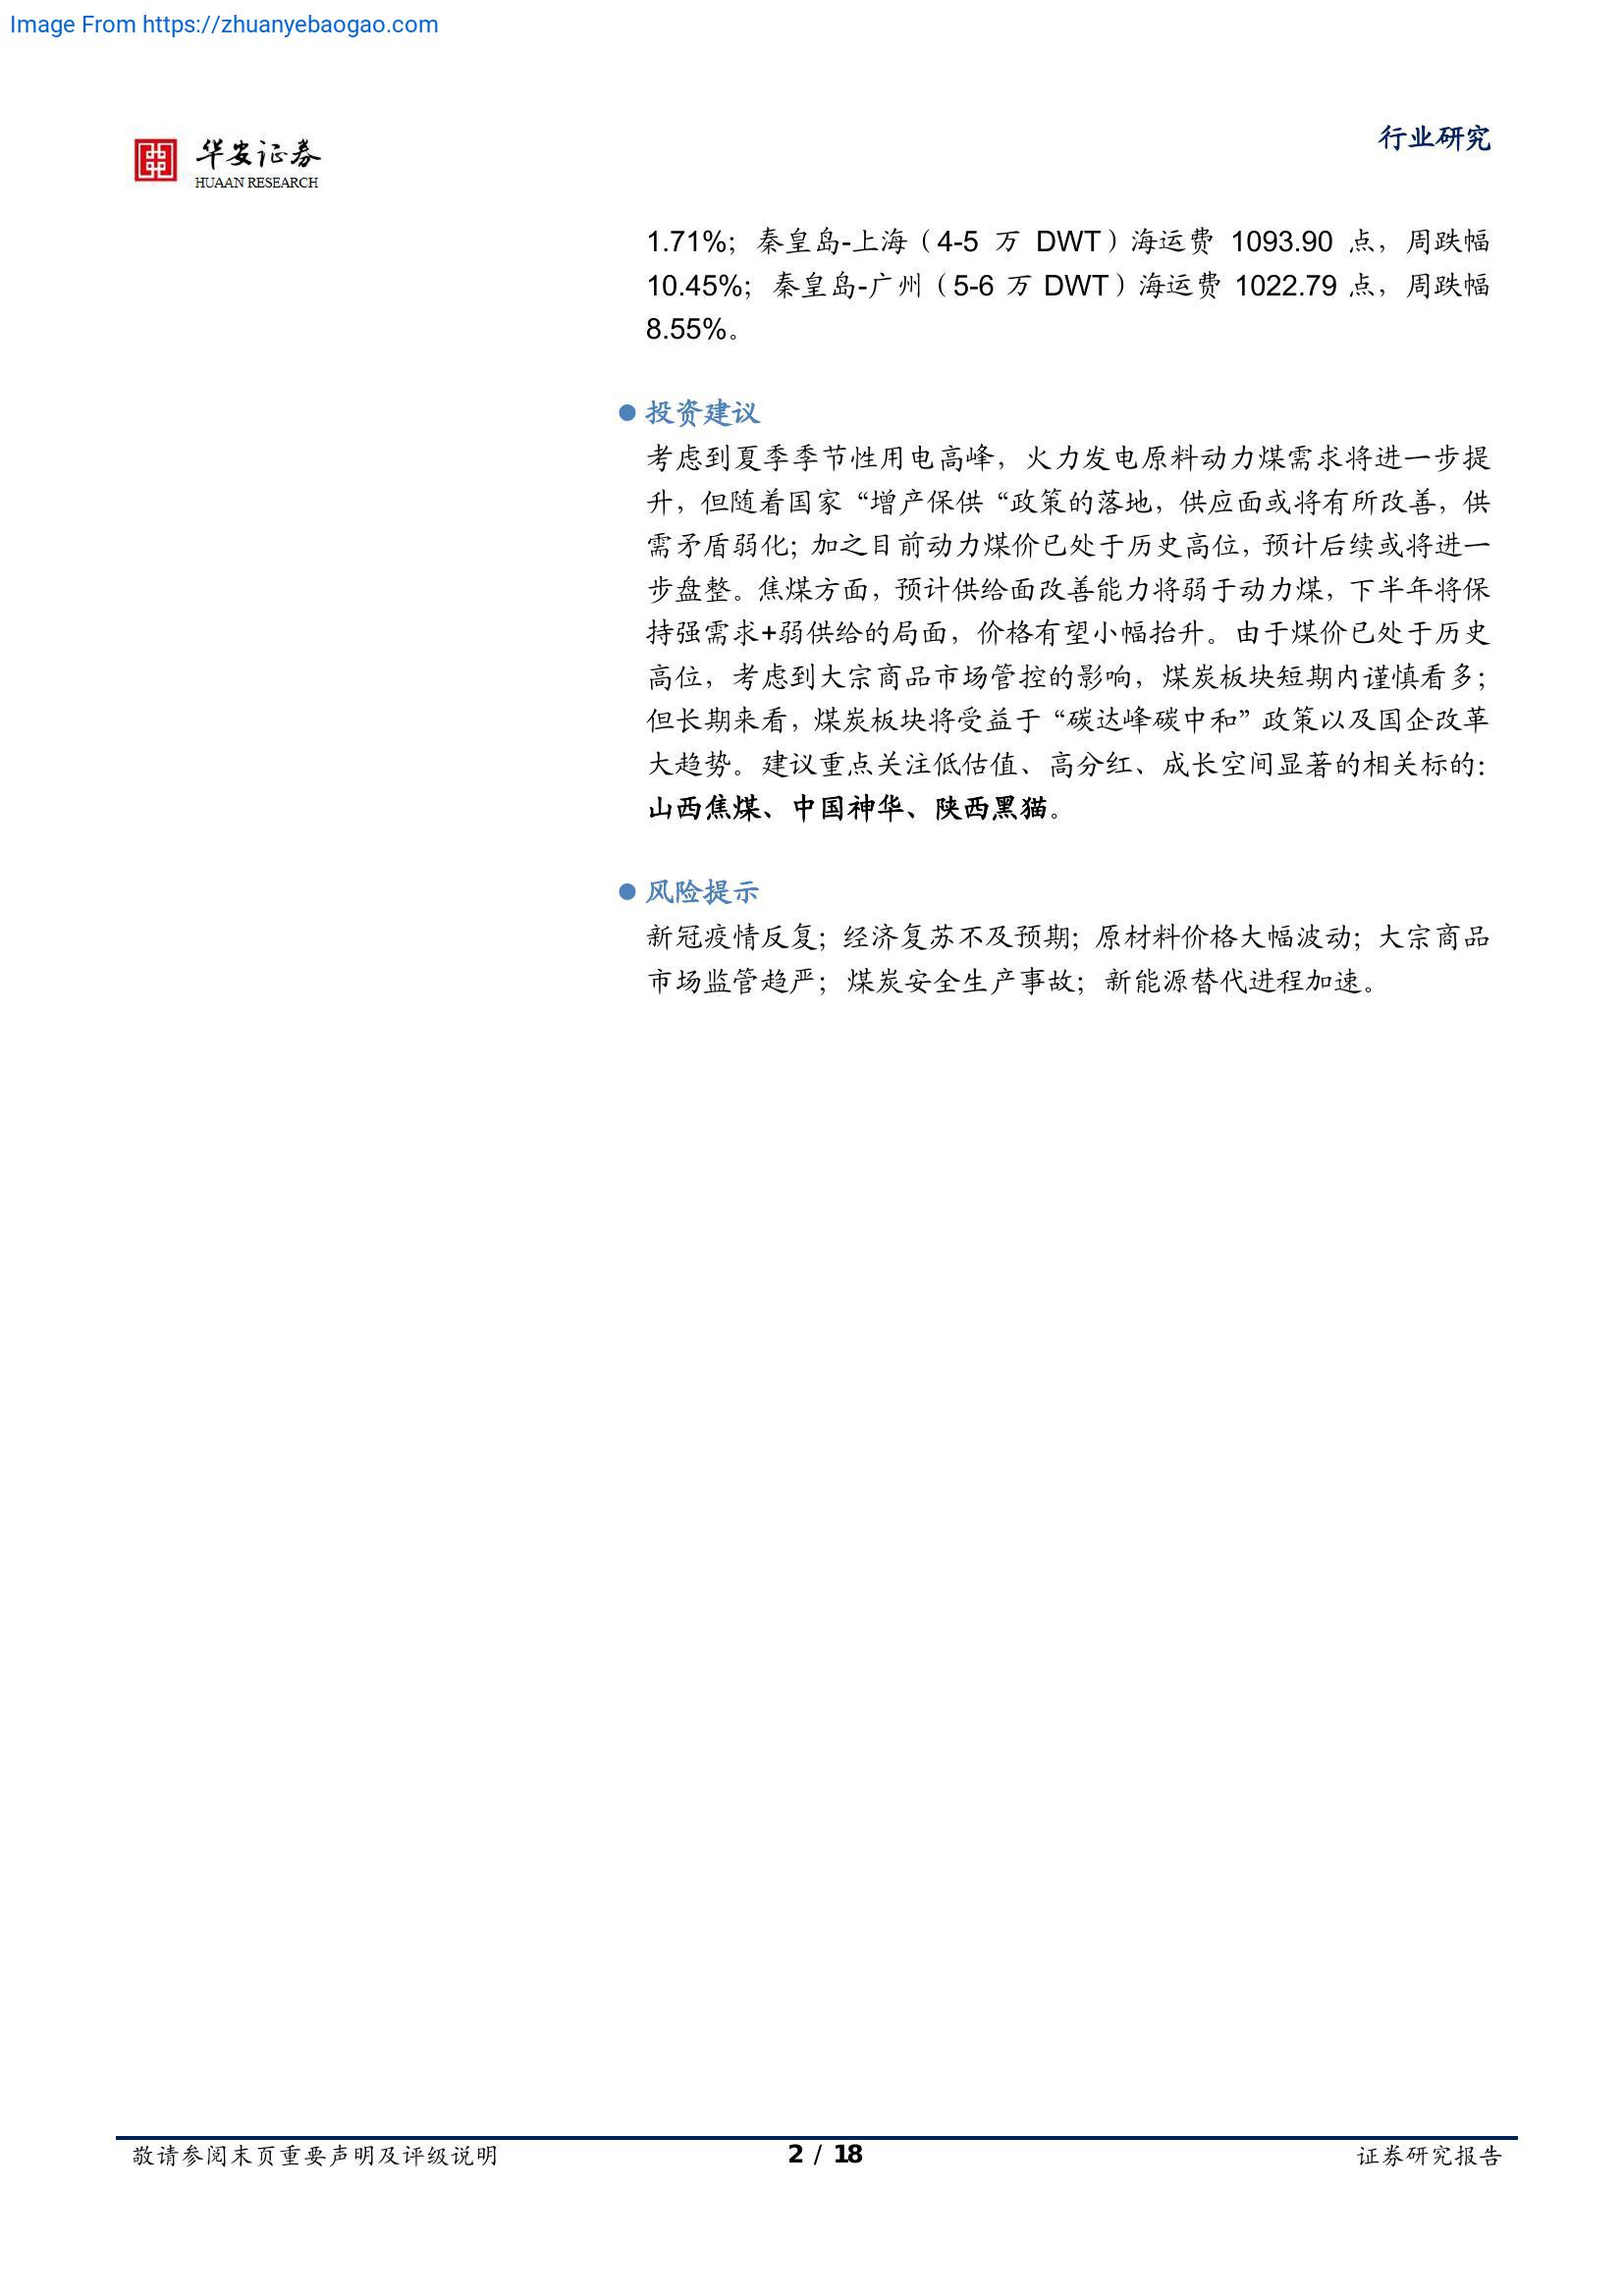 Image From https://zhuanyebaogao.com
华安证券
HUAAN RESEARCH
行业研究
1.71%；秦皇岛-上海（4-5 万 DWT）海运费 1093.90 点，周跌幅
10.45%；秦皇岛-广州（5-6 万 DWT）海运费 1022.79 点，周跌幅
8.55%。
● 投资建议
考虑到夏季季节性用电高峰，火力发电原料动力煤需求将进一步提
升，但随着国家“增产保供“政策的落地，供应面或将有所改善，供
需矛盾弱化；加之目前动力煤价已处于历史高位，预计后续或将进一
步盘整。焦煤方面，预计供给面改善能力将弱于动力煤，下半年将保
持强需求+弱供给的局面，价格有望小幅抬升。由于煤价已处于历史
高位，考虑到大宗商品市场管控的影响，煤炭板块短期内谨慎看多；
但长期来看，煤炭板块将受益于“碳达峰碳中和”政策以及国企改革
大趋势。建议重点关注低估值、高分红、成长空间显著的相关标的：
山西焦煤、中国神华、陕西黑猫。
● 风险提示
新冠疫情反复；经济复苏不及预期；原材料价格大幅波动；大宗商品
市场监管趋严；煤炭安全生产事故；新能源替代进程加速。
敬请参阅末页重要声明及评级说明
2 / 18
证券研究报告